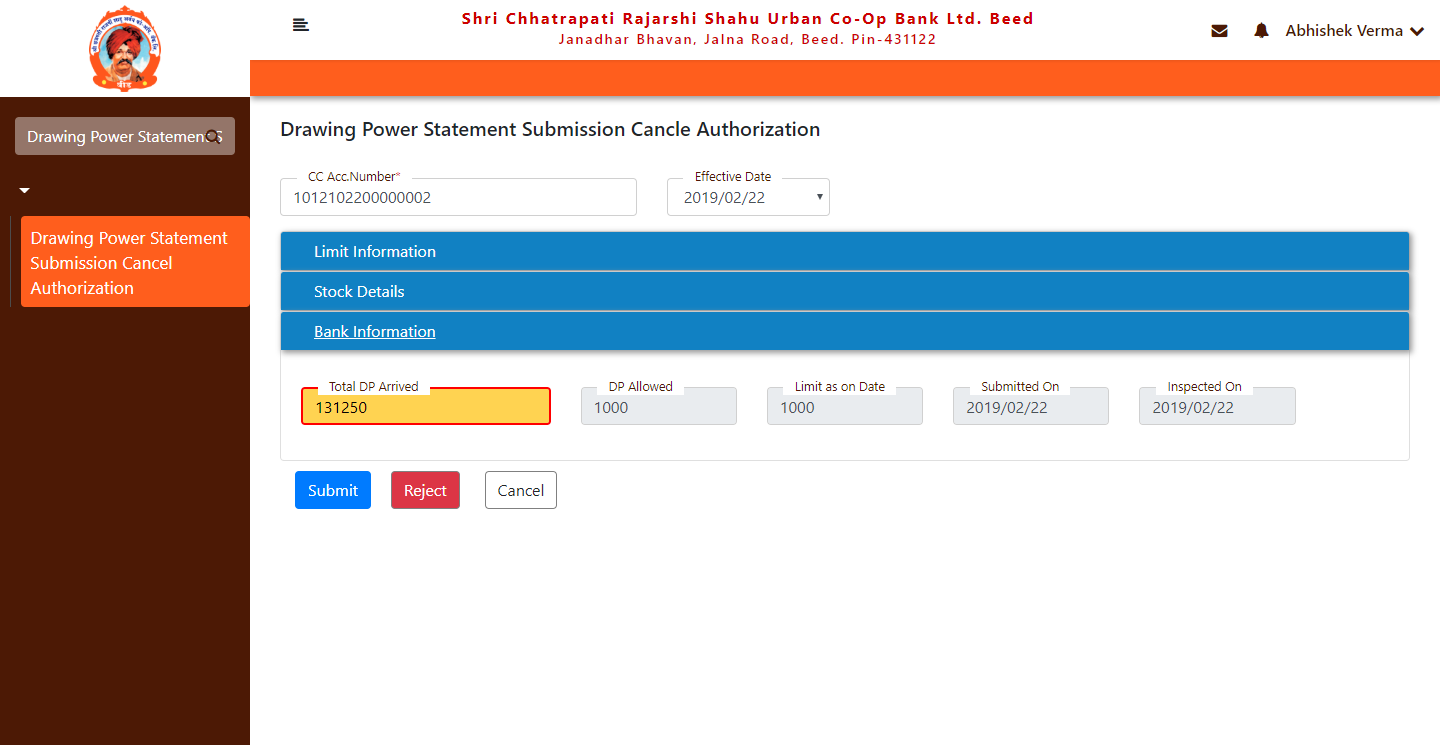 Shri Chhatrapati Rajarshi Shahu Urban Co-Op Bank Ltd. Beed
Janadhar Bhavan, Jalna Road, Beed. Pin-431122
Abhishek Verma
बीड
Drawing Power Statement
Drawing Power Statement
Submission Cancel
Authorization
Drawing Power Statement Submission Cancle Authorization
CC Acc.Number*
1012102200000002
Effective Date
2019/02/22
Limit Information
Stock Details
Bank Information
Total DP Arrived
131250
DP Allowed
1000
Limit as on Date
1000
Submitted On
2019/02/22
Inspected On
2019/02/22
Submit
Reject
Cancel